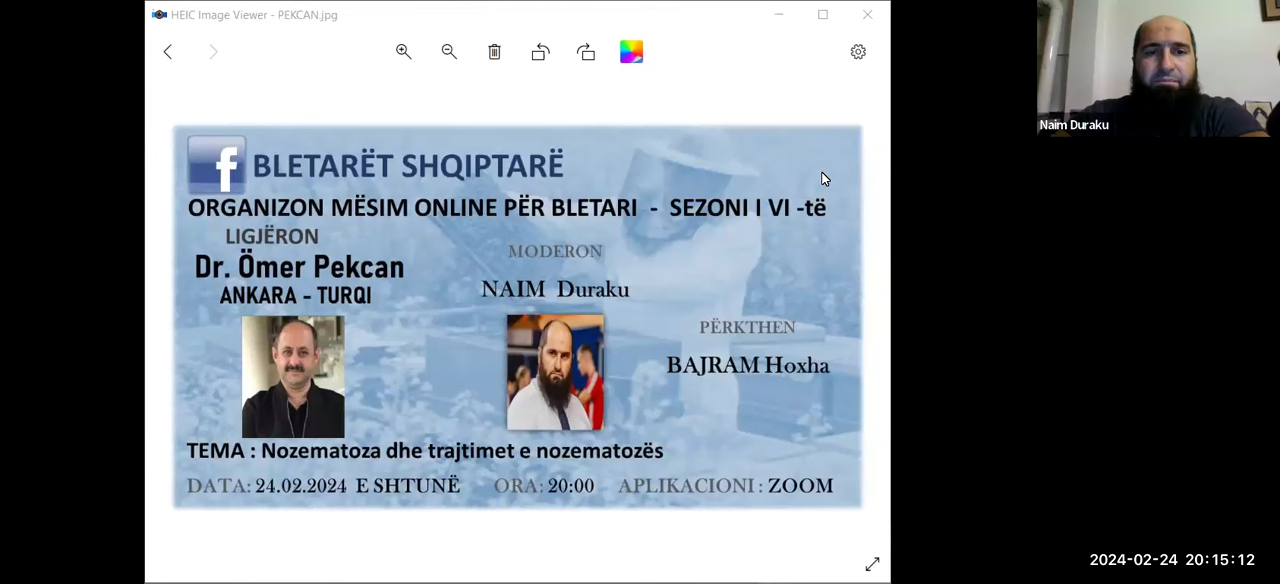 HEIC Image Viewer - PEKCAN.jpg
f BLETARËT SHQIPTARË
ORGANIZON MËSIM ONLINE PËR BLETARI - SEZONI I VI -të
LIGJËRON
Dr. Ömer Pekcan
ANKARA - TURQI
MODERON
NAIM Duraku
PËRKTHEN
BAJRAM Hoxha
TEMA : Nozematoza dhe trajtimet e nozematozës
DATA: 24.02.2024 E SHTUNË ORA: 20:00 APLIKACIONI : ZOOM
Naim Duraku
2024-02-24 20:15:12